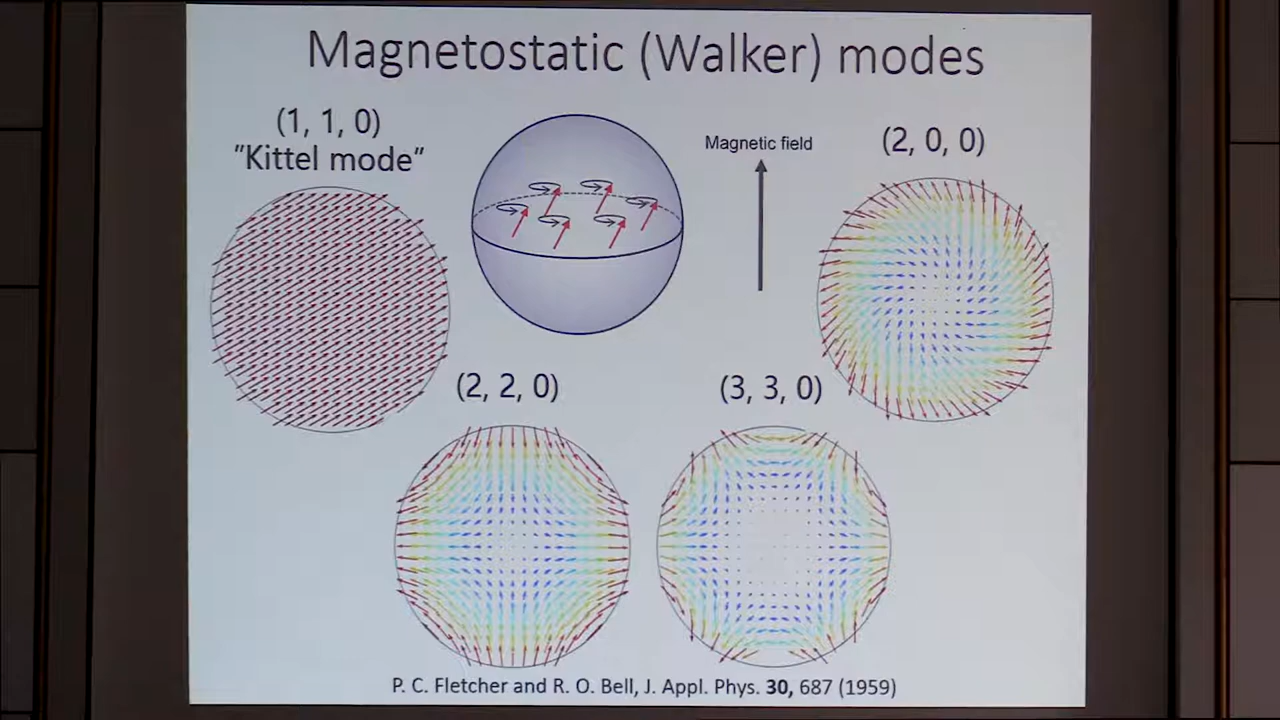 Magnetostatic (Walker) modes
(1, 1, 0)
"Kittel mode"
Magnetic field
(2, 0, 0)
(2, 2, 0)
(3, 3, 0)
P. C. Fletcher and R. O. Bell, J. Appl. Phys. 30, 687 (1959)